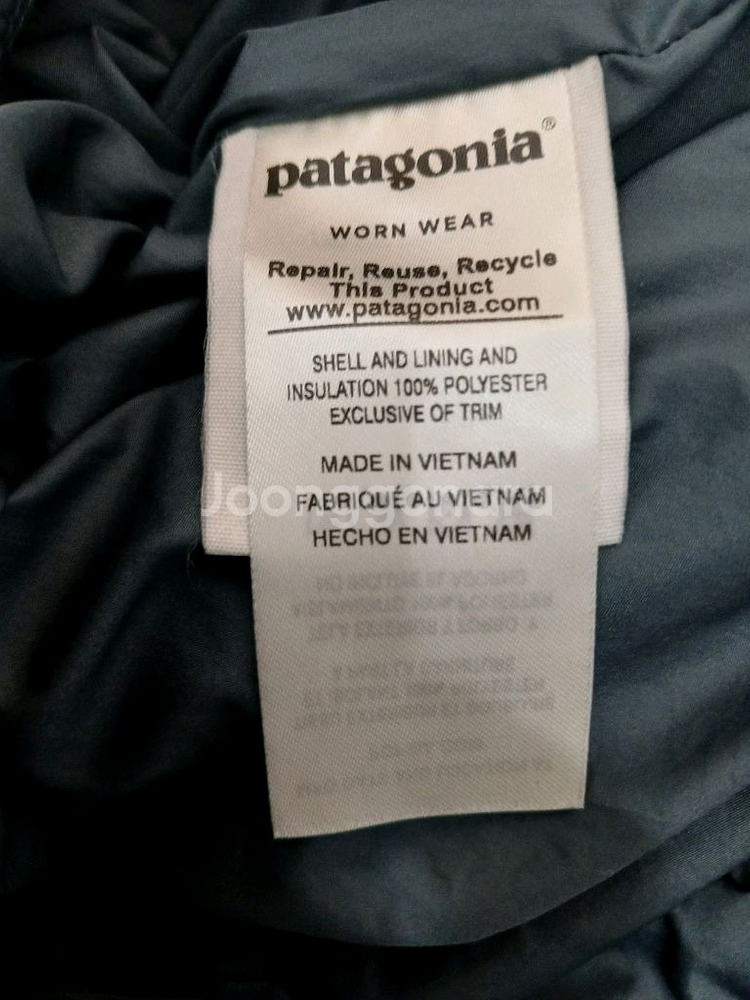 patagonia®
WORN WEAR
Repair, Reuse, Recycle
This Product
www.patagonia.com
SHELL AND LINING AND
INSULATION 100% POLYESTER
EXCLUSIVE OF TRIM
MADE IN VIETNAM
FABRIQUÉ AU VIETNAM
HECHO EN VIETNAM
Joonggonara